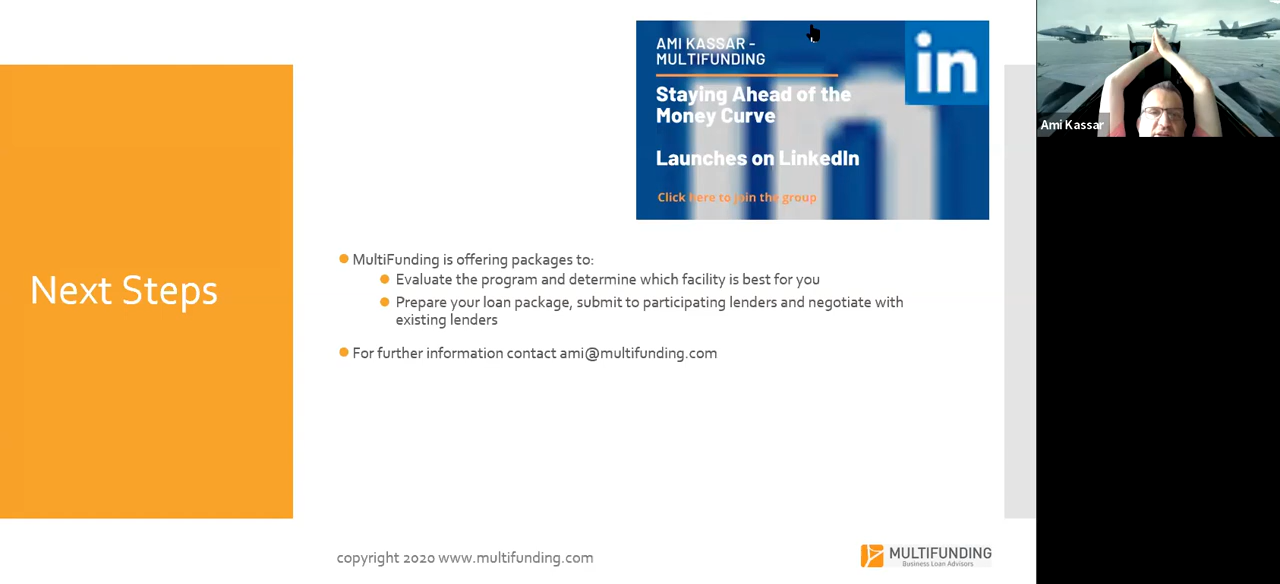 AMI KASSAR -
MULTIFUNDING
Staying Ahead of the
Money Curve
Launches on LinkedIn
Click here to join the group
in
Ami Kassar
Next Steps
MultiFunding is offering packages to:
Evaluate the program and determine which facility is best for you
Prepare your loan package, submit to participating lenders and negotiate with
existing lenders
For further information contact ami@multifunding.com
copyright 2020 www.multifunding.com
MULTIFUNDING
Business Loan Advisors